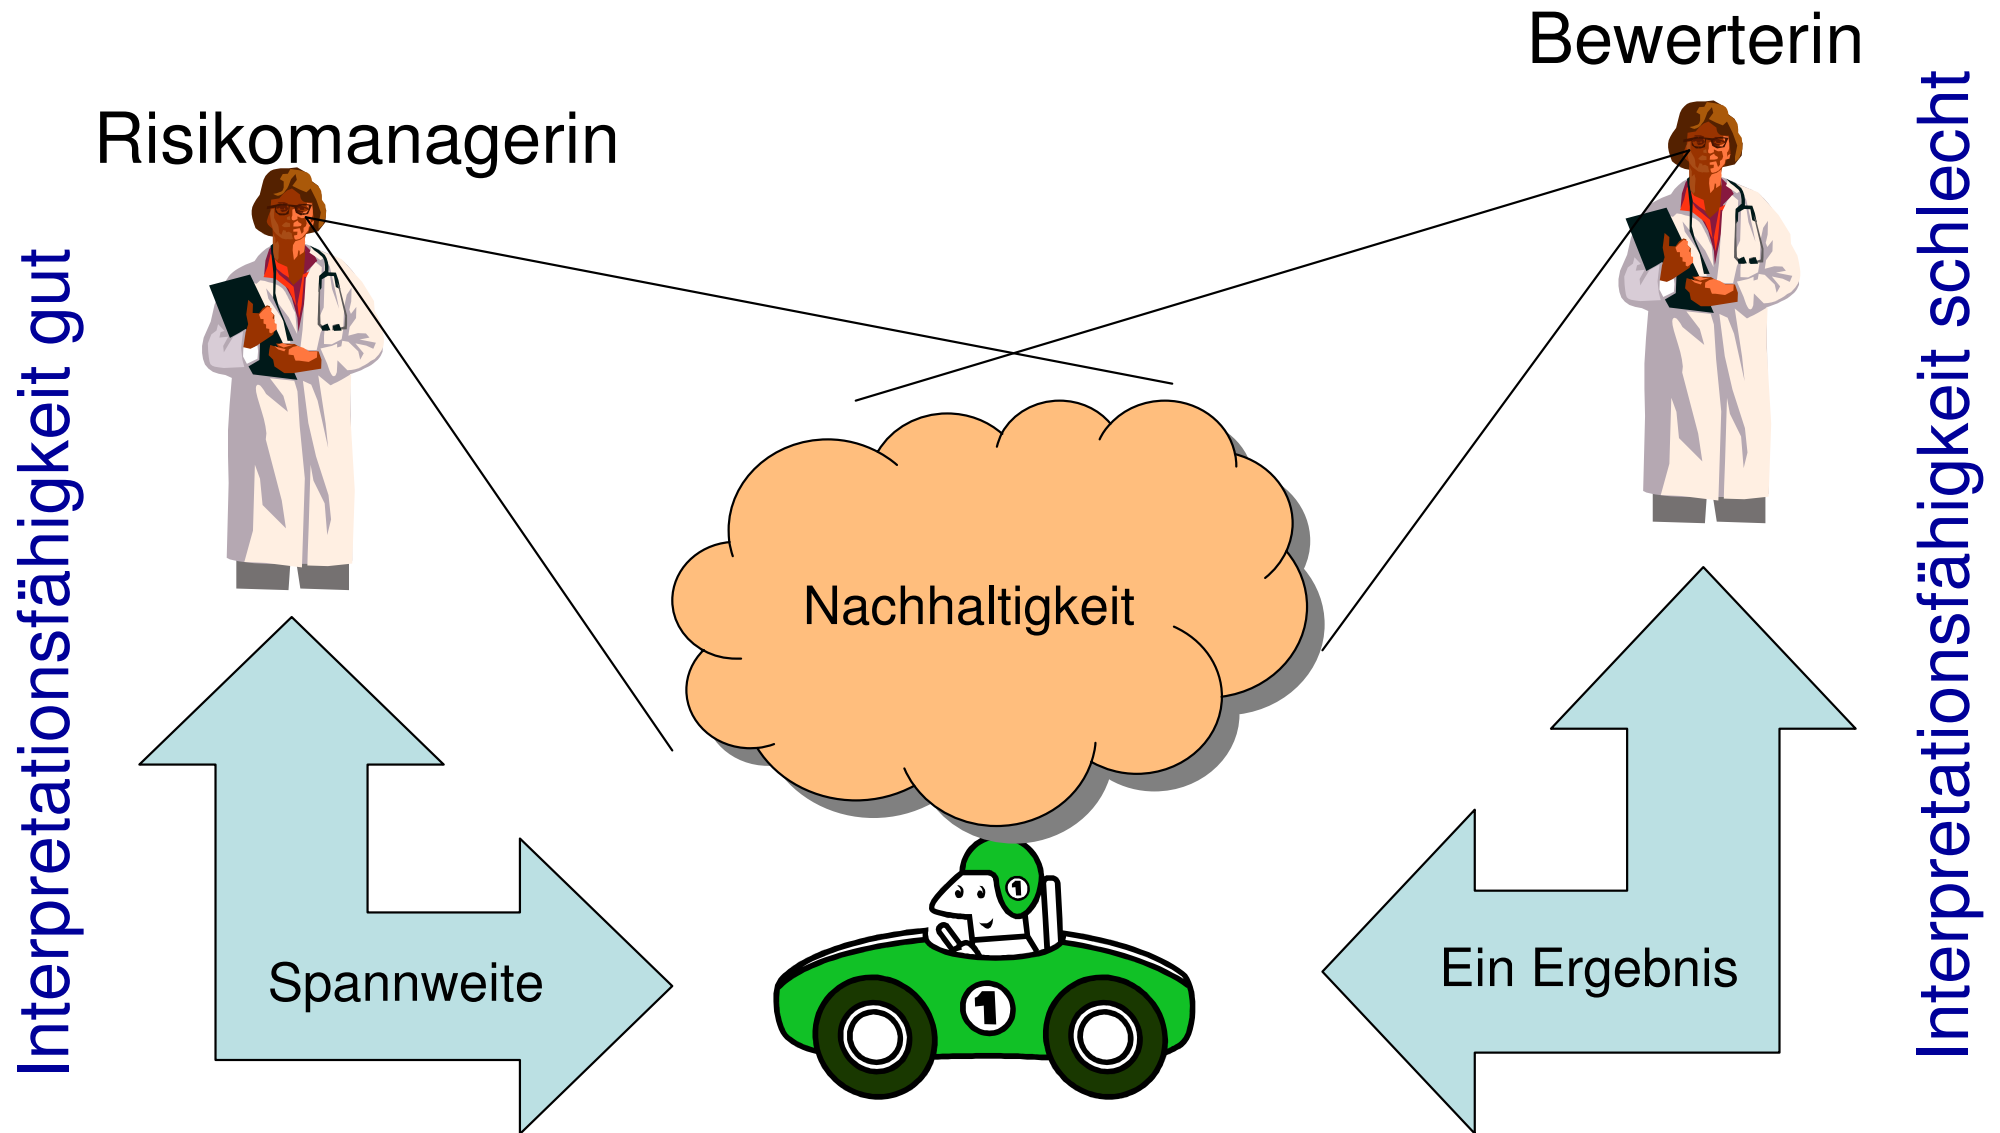 Bewerterin
Risikomanagerin
Interpretationsfähigkeit gut
Interpretationsfähigkeit schlecht
Nachhaltigkeit
1
Spannweite
1
Ein Ergebnis